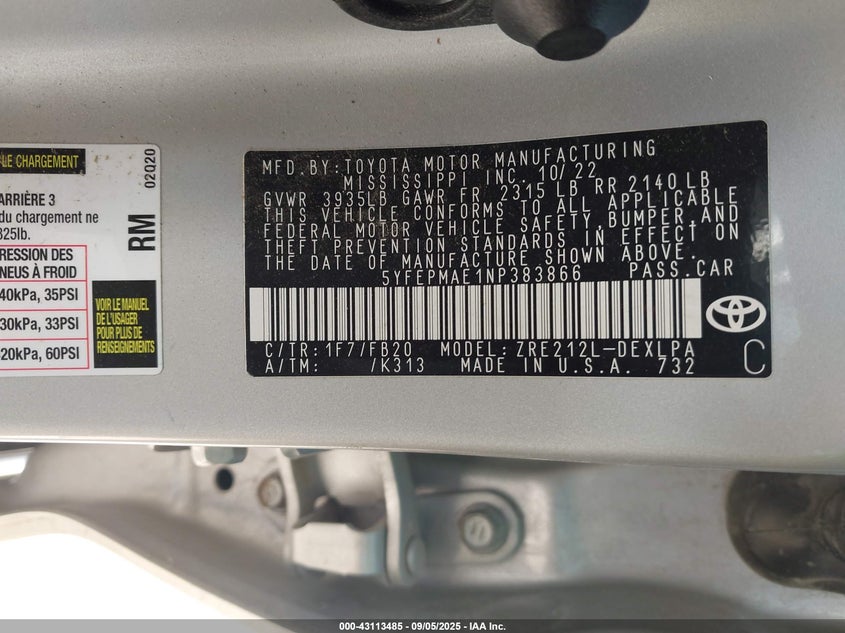 LE CHARGEMENT
ARRIÈRE 3
du chargement ne
825lb.
RESSION DES
NEUS À FROID
40kPa, 35PSI
30kPa, 33PSI
20kPa, 60PSI
VOIR LE MANUEL
DE L'USAGER
POUR PLUS DE
RENSEIGNEMENTS
02Q20
RM
MFD. BY: TOYOTA MOTOR MANUFACTURING
MISSISSIPPI INC. 10/22
GVWR 3935LB GAWR FR 2315 LB RR 2140 LB
THIS VEHICLE CONFORMS TO ALL APPLICABLE
FEDERAL MOTOR VEHICLE SAFETY, BUMPER, AND
THEFT PREVENTION STANDARDS IN EFFECT ON
THE DATE OF MANUFACTURE SHOWN ABOVE.
5YFEPMAE1NP383866 PASS.CAR
C/TR: 1F7/FB20 MODEL: ZRE212L-DEXLPA
A/TM: /K313 MADE IN U.S.A. 732
C
000-43113485 - 09/05/2025 - IAA Inc.